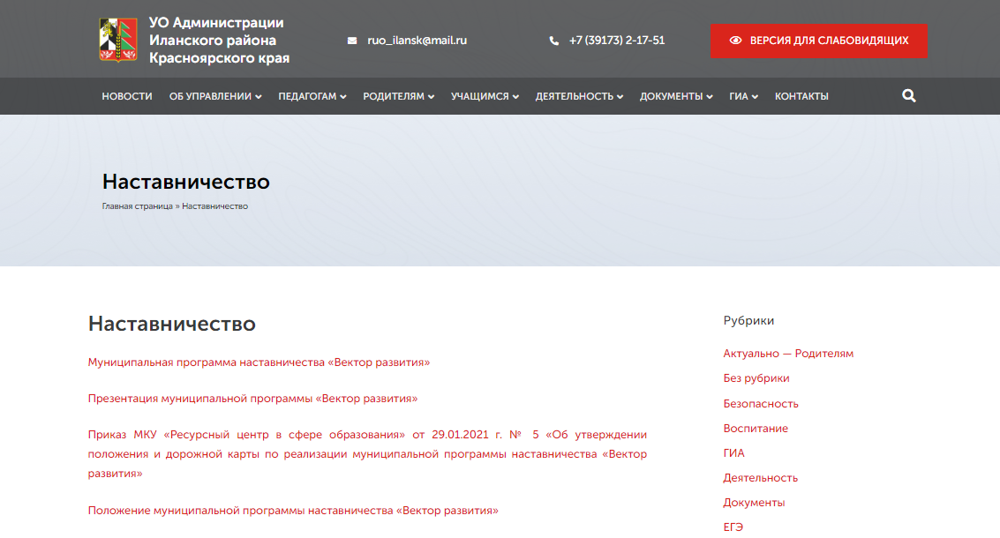 УО Администрации
Иланского района
Красноярского края
ruo_ilansk@mail.ru
+7 (39173) 2-17-51
ВЕРСИЯ ДЛЯ СЛАБОВИДЯЩИХ
НОВОСТИ ОБ УПРАВЛЕНИИ ПЕДАГОГАМ РОДИТЕЛЯМ УЧАЩИМСЯ ДЕЯТЕЛЬНОСТЬ ДОКУМЕНТЫ ГИА КОНТАКТЫ
Наставничество
Главная страница » Наставничество
Наставничество
Муниципальная программа наставничества «Вектор развития»
Презентация муниципальной программы «Вектор развития»
Приказ МКУ «Ресурсный центр в сфере образования» от 29.01.2021 г. № 5 «Об утверждении
положения и дорожной карты по реализации муниципальной программы наставничества «Вектор
развития»
Положение муниципальной программы наставничества «Вектор развития»
Рубрики
Актуально — Родителям
Без рубрики
Безопасность
Воспитание
ГИА
Деятельность
Документы
ЕГЭ